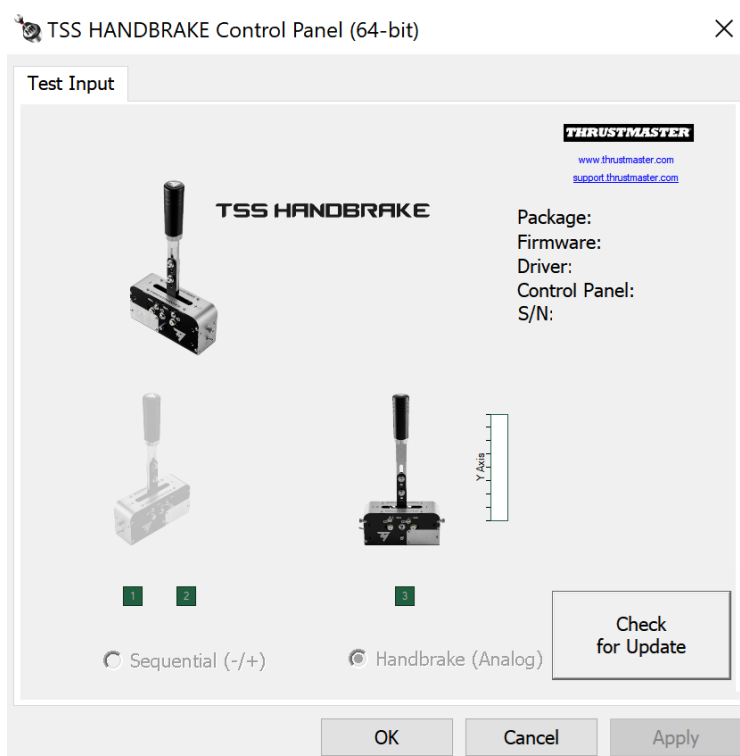 TSS HANDBRAKE Control Panel (64-bit)
Test Input
THRUSTMASTER
www.thrustmaster.com
support.thrustmaster.com
TSS HANDBRAKE
Package:
Firmware:
Driver:
Control Panel:
S/N:
Y Axis
1 2 3
Sequential (-/+) Handbrake (Analog)
Check
for Update
OK Cancel Apply